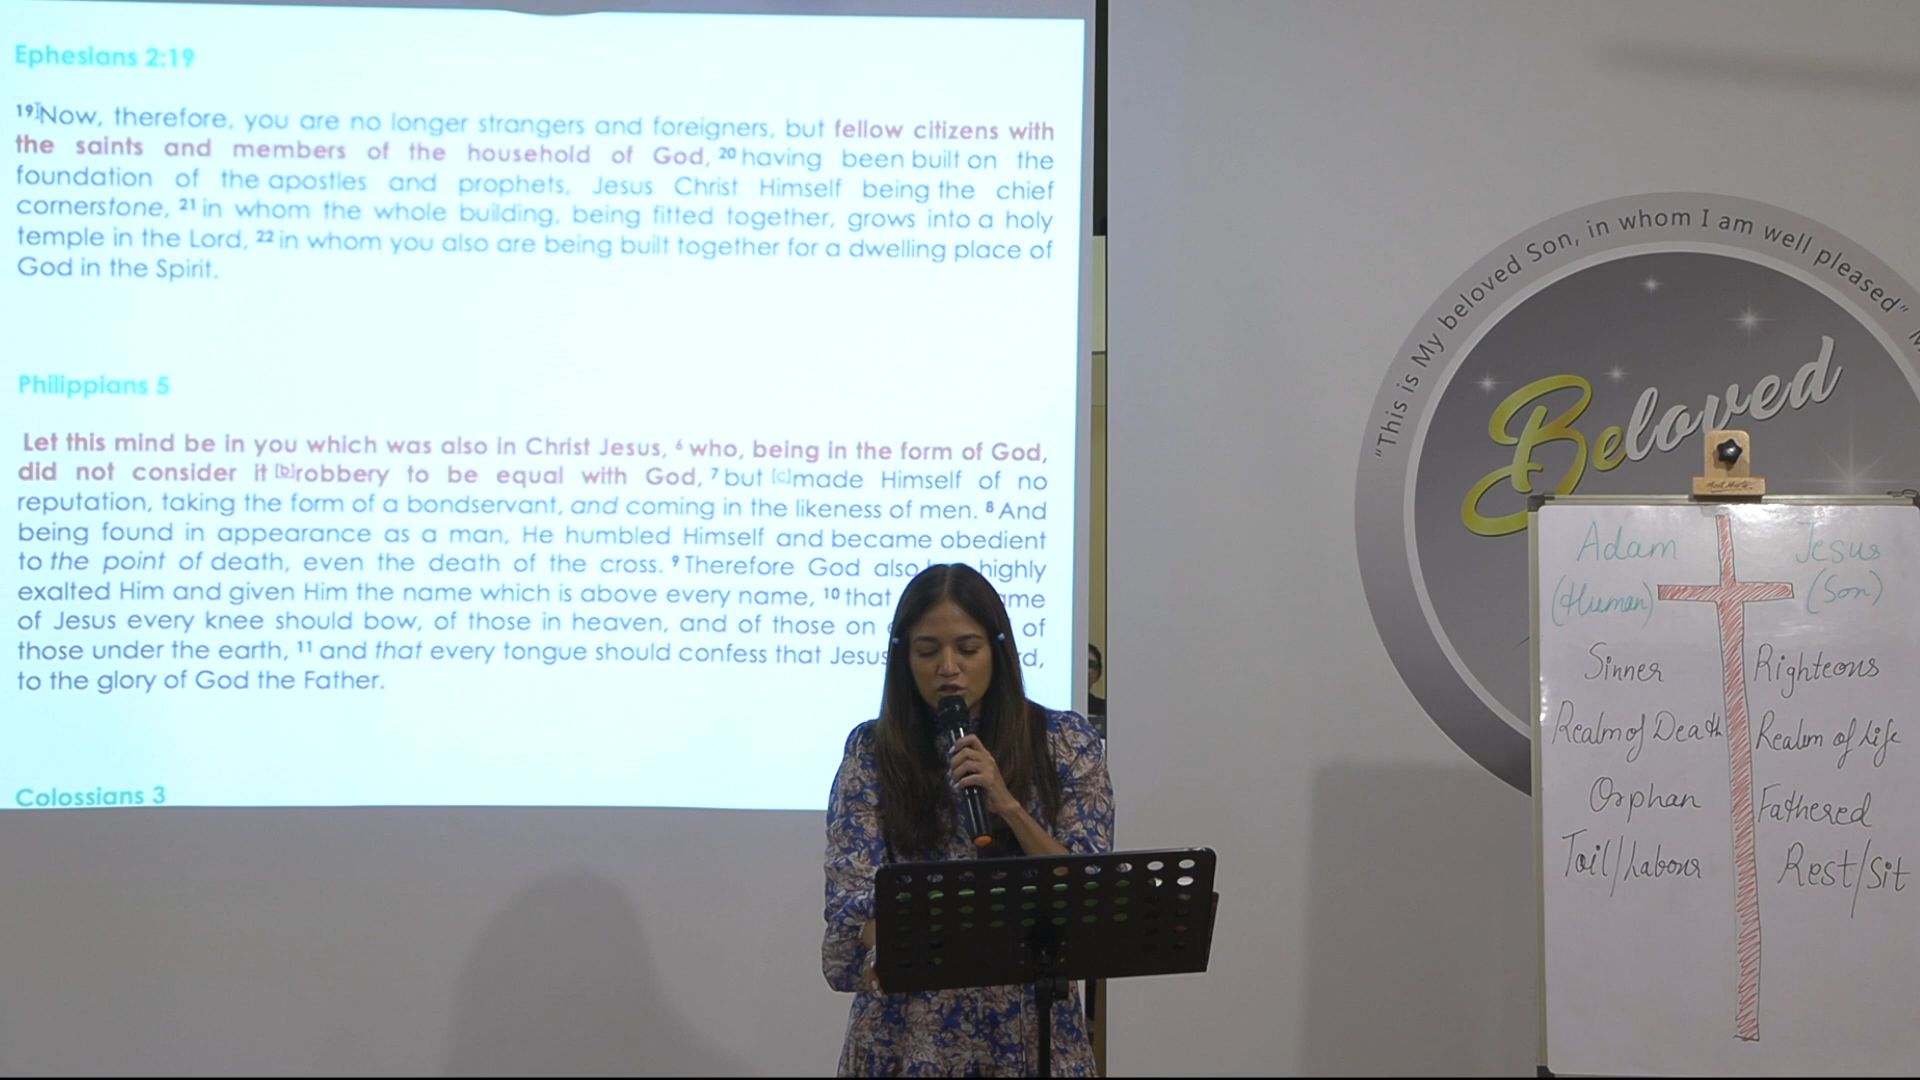 Ephesians 2:19
19 Now, therefore, you are no longer strangers and foreigners, but fellow citizens with
the saints and members of the household of God, 20 having been built on the
foundation of the apostles and prophets, Jesus Christ Himself being the chief
cornerstone, 21 in whom the whole building, being fitted together, grows into a holy
temple in the Lord, 22 in whom you also are being built together for a dwelling place of
God in the Spirit.
Philippians 5
Let this mind be in you which was also in Christ Jesus, 6 who, being in the form of God,
did not consider it [b]robbery to be equal with God, 7 but [c]made Himself of no
reputation, taking the form of a bondservant, and coming in the likeness of men. 8 And
being found in appearance as a man, He humbled Himself and became obedient
to the point of death, even the death of the cross. 9 Therefore God also highly
exalted Him and given Him the name which is above every name, 10 that
of Jesus every knee should bow, of those in heaven, and of those on of
those under the earth, 11 and that every tongue should confess that Jesus
to the glory of God the Father.
Colossians 3
"This is My beloved Son, in whom I am well pleased"
Beloved
Adam Jesus
(Human) (Son)
Sinner Righteous
Realm of Death Realm of Life
Orphan Fathered
Toil/Labour Rest/Sit